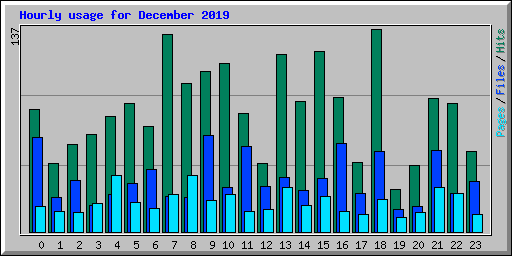 Hourly usage for December 2019
137
Pages/Files/Hits
0 1 2 3 4 5 6 7 8 9 10 11 12 13 14 15 16 17 18 19 20 21 22 23